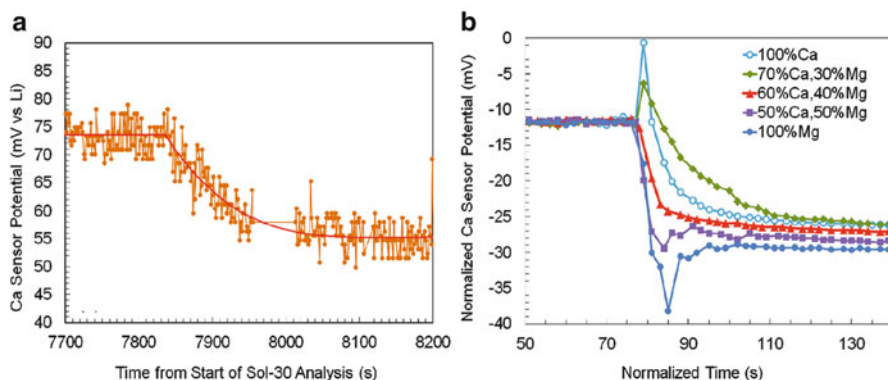 a
90
85
80
75
70
65
60
55
50
45
40
Ca Sensor Potential (mV vs Li)
7700 7800 7900 8000 8100 8200
Time from Start of Sol-30 Analysis (s)
b
0
-5
-10
-15
-20
-25
-30
-35
-40
Normalized Ca Sensor Potential (mV)
100%Ca
70%Ca,30%Mg
60%Ca,40%Mg
50%Ca,50%Mg
100%Mg
50 70 90 110 130
Normalized Time (s)